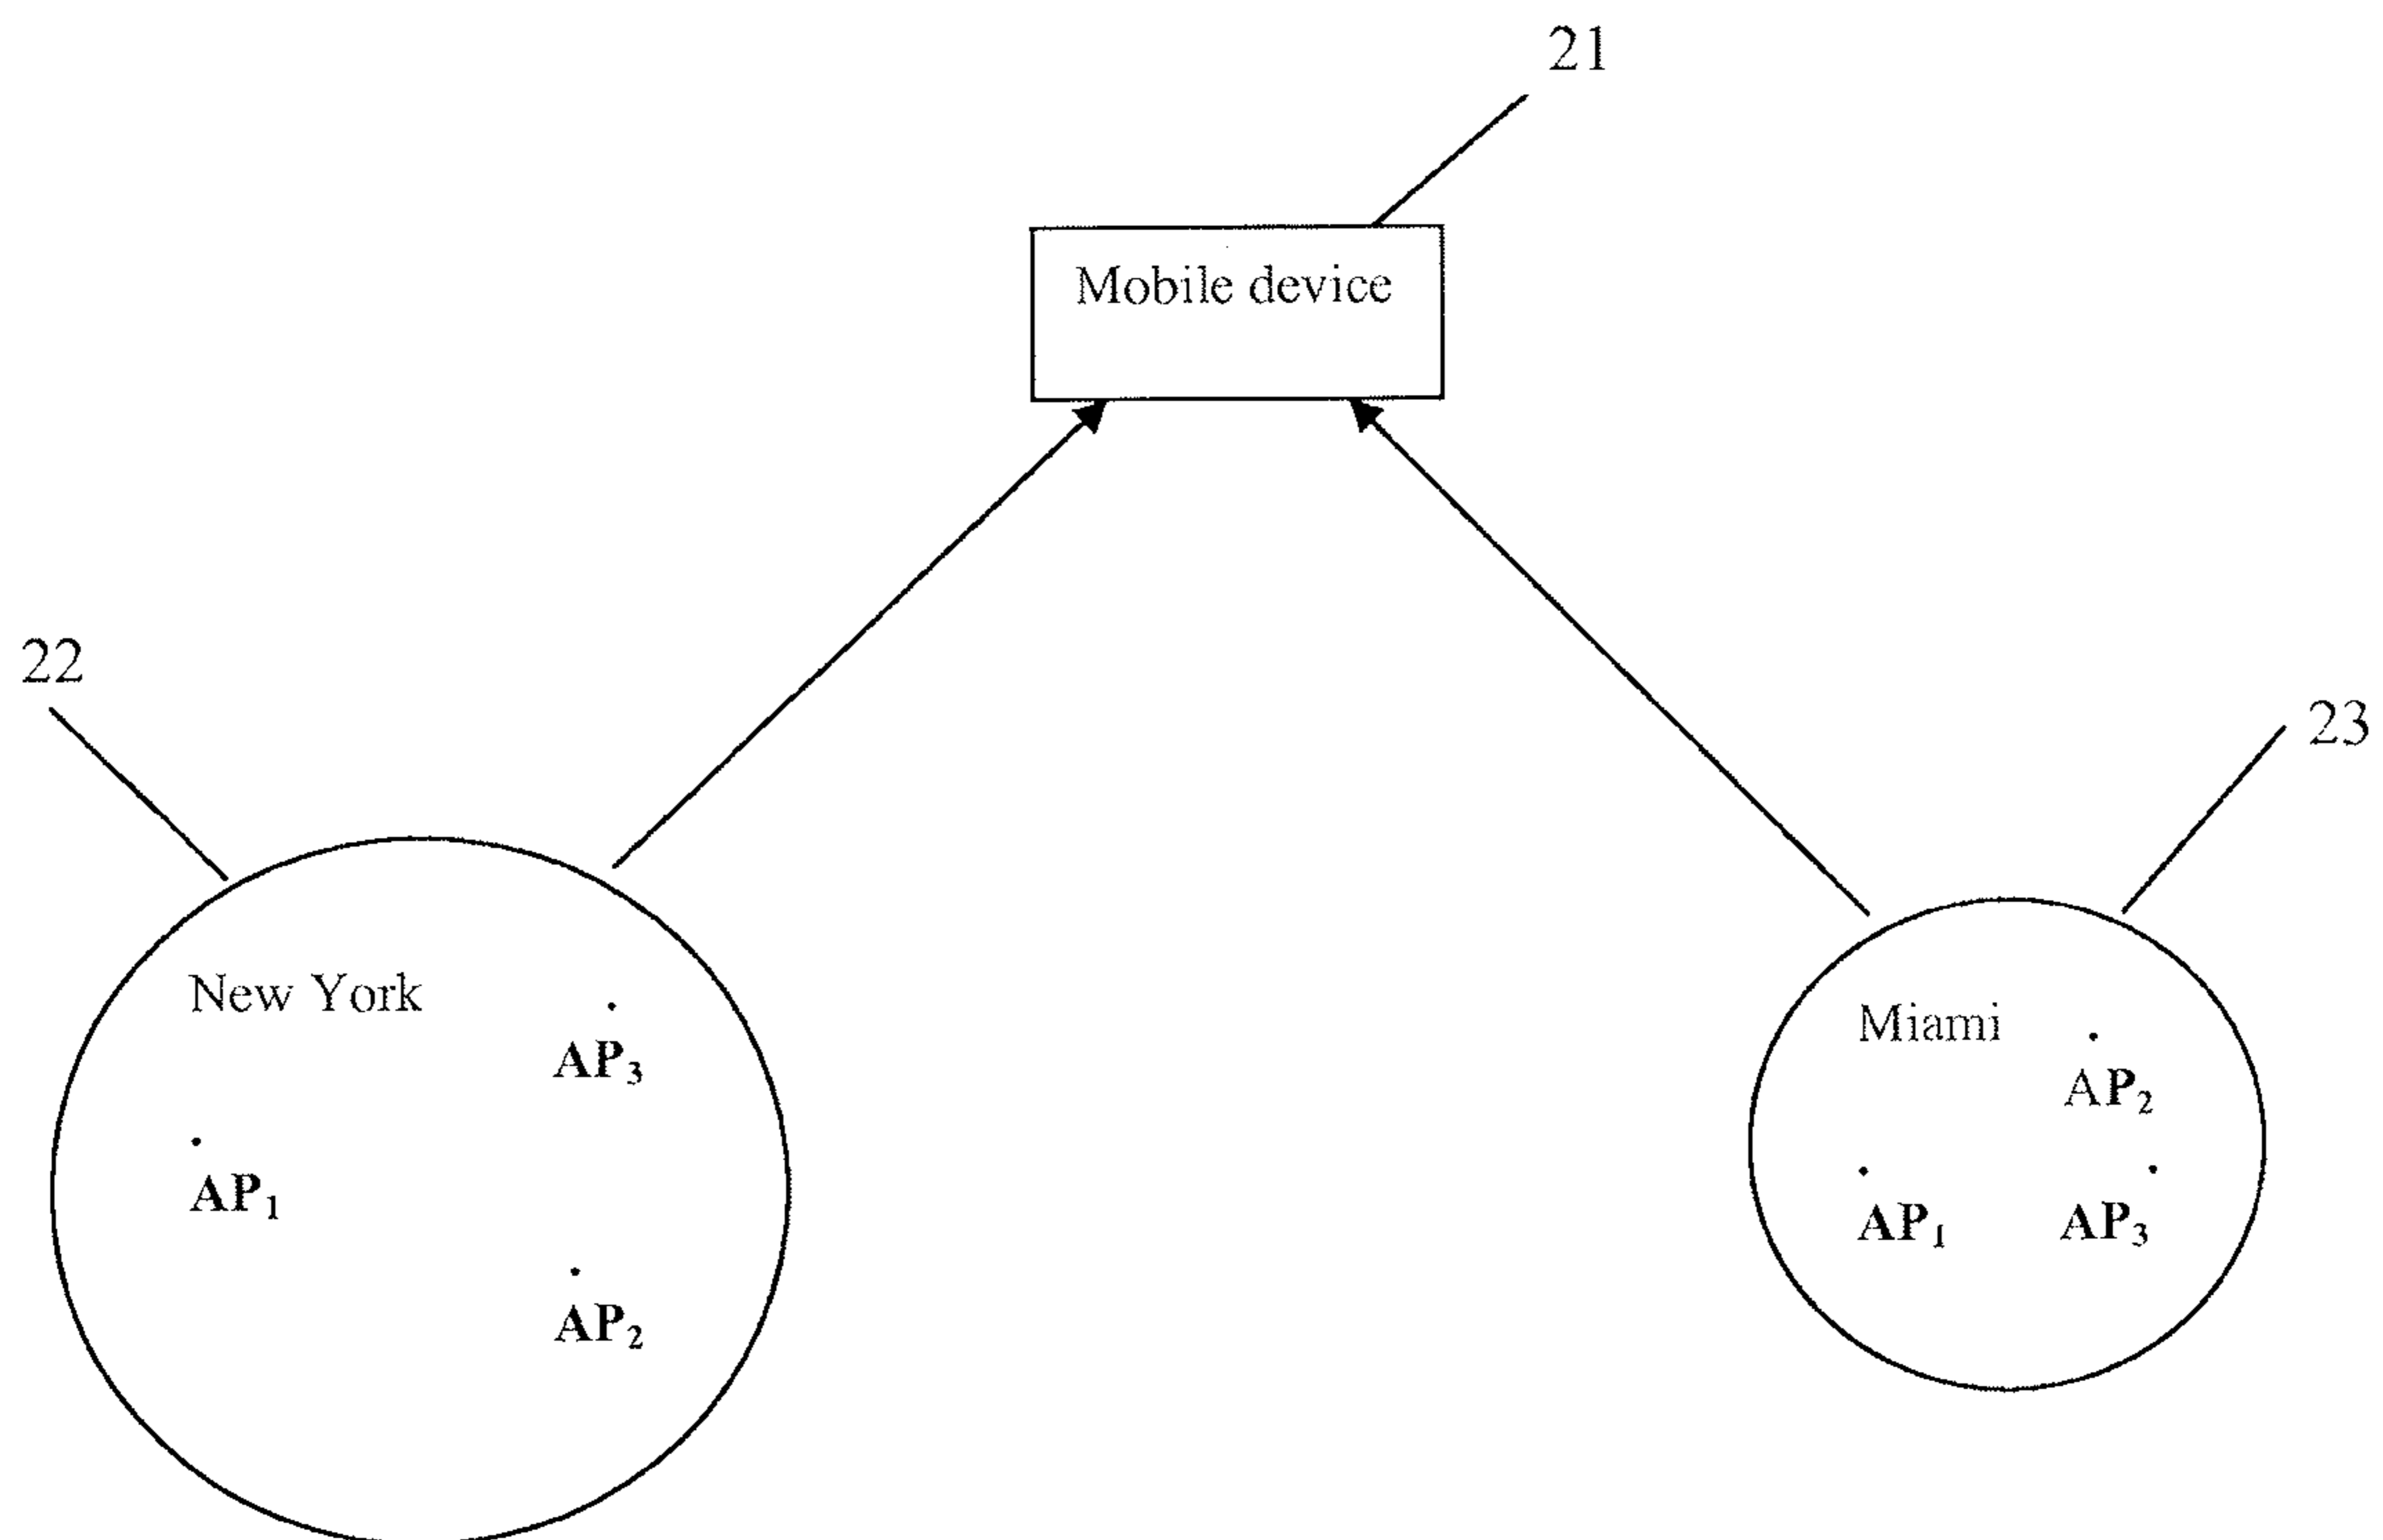 21
Mobile device
22
23
New York
AP₃
AP₁
AP₂
Miami
AP₂
AP₁ AP₃